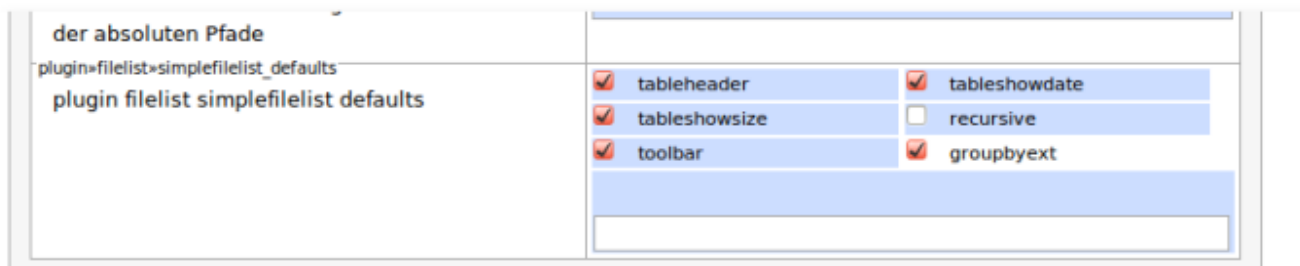 der absoluten Pfade
plugin»filelist»simplefilelist_defaults
plugin filelist simplefilelist defaults
tableheader
tableshowdate
tableshowsize
recursive
toolbar
groupbyext